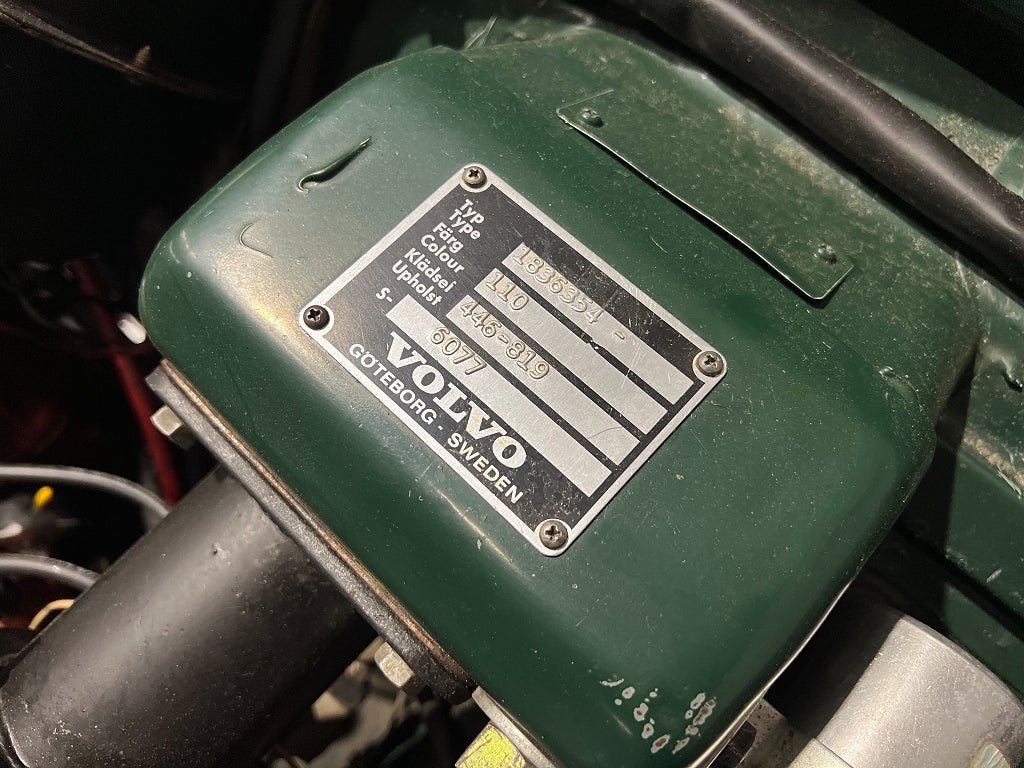 Typ
Type 1836354 -
Färg
Colour 110
Klädsel
Upholst 446-819
S- 6077
VOLVO
GÖTEBORG - SWEDEN